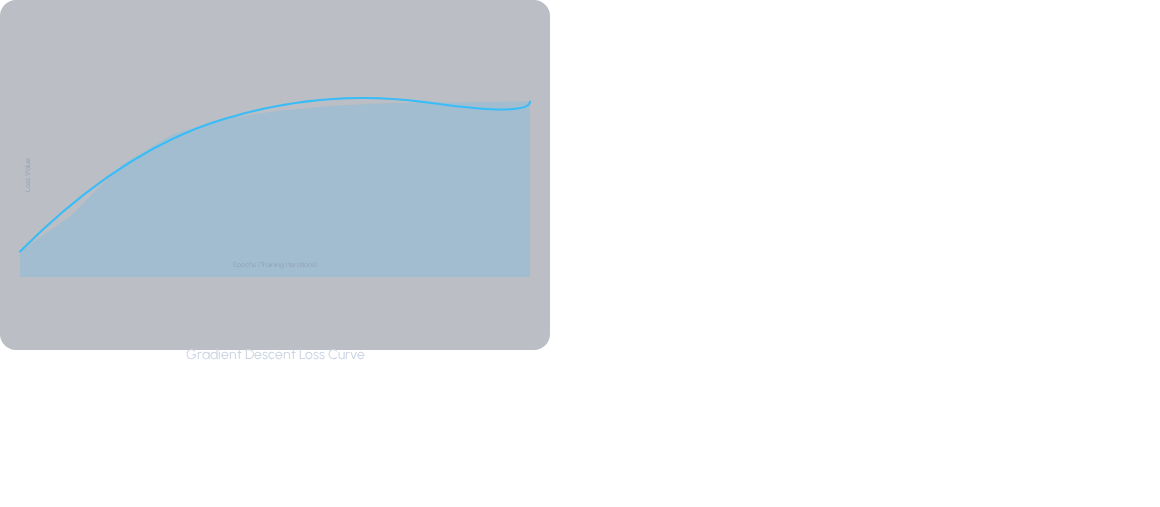 Loss Value
Epochs (Training Iterations)
Gradient Descent Loss Curve